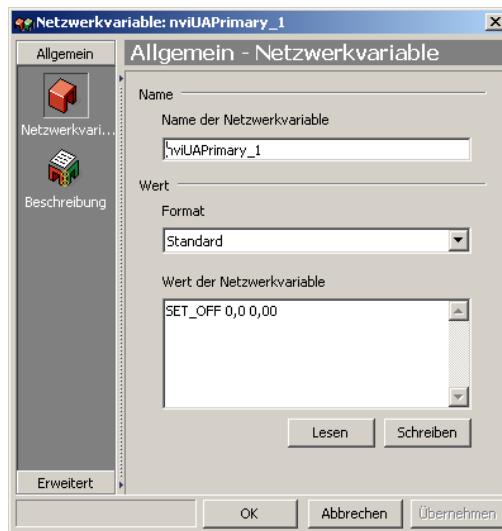 Netzwerkvariable: nviUAPrimary_1
Allgemein
Allgemein - Netzwerkvariable
Netzwerkvari...
Beschreibung
Name
Name der Netzwerkvariable
nviUAPrimary_1
Wert
Format
Standard
Wert der Netzwerkvariable
SET_OFF 0,0 0,00
Lesen
Schreiben
Erweitert
OK
Abbrechen
Übernehmen